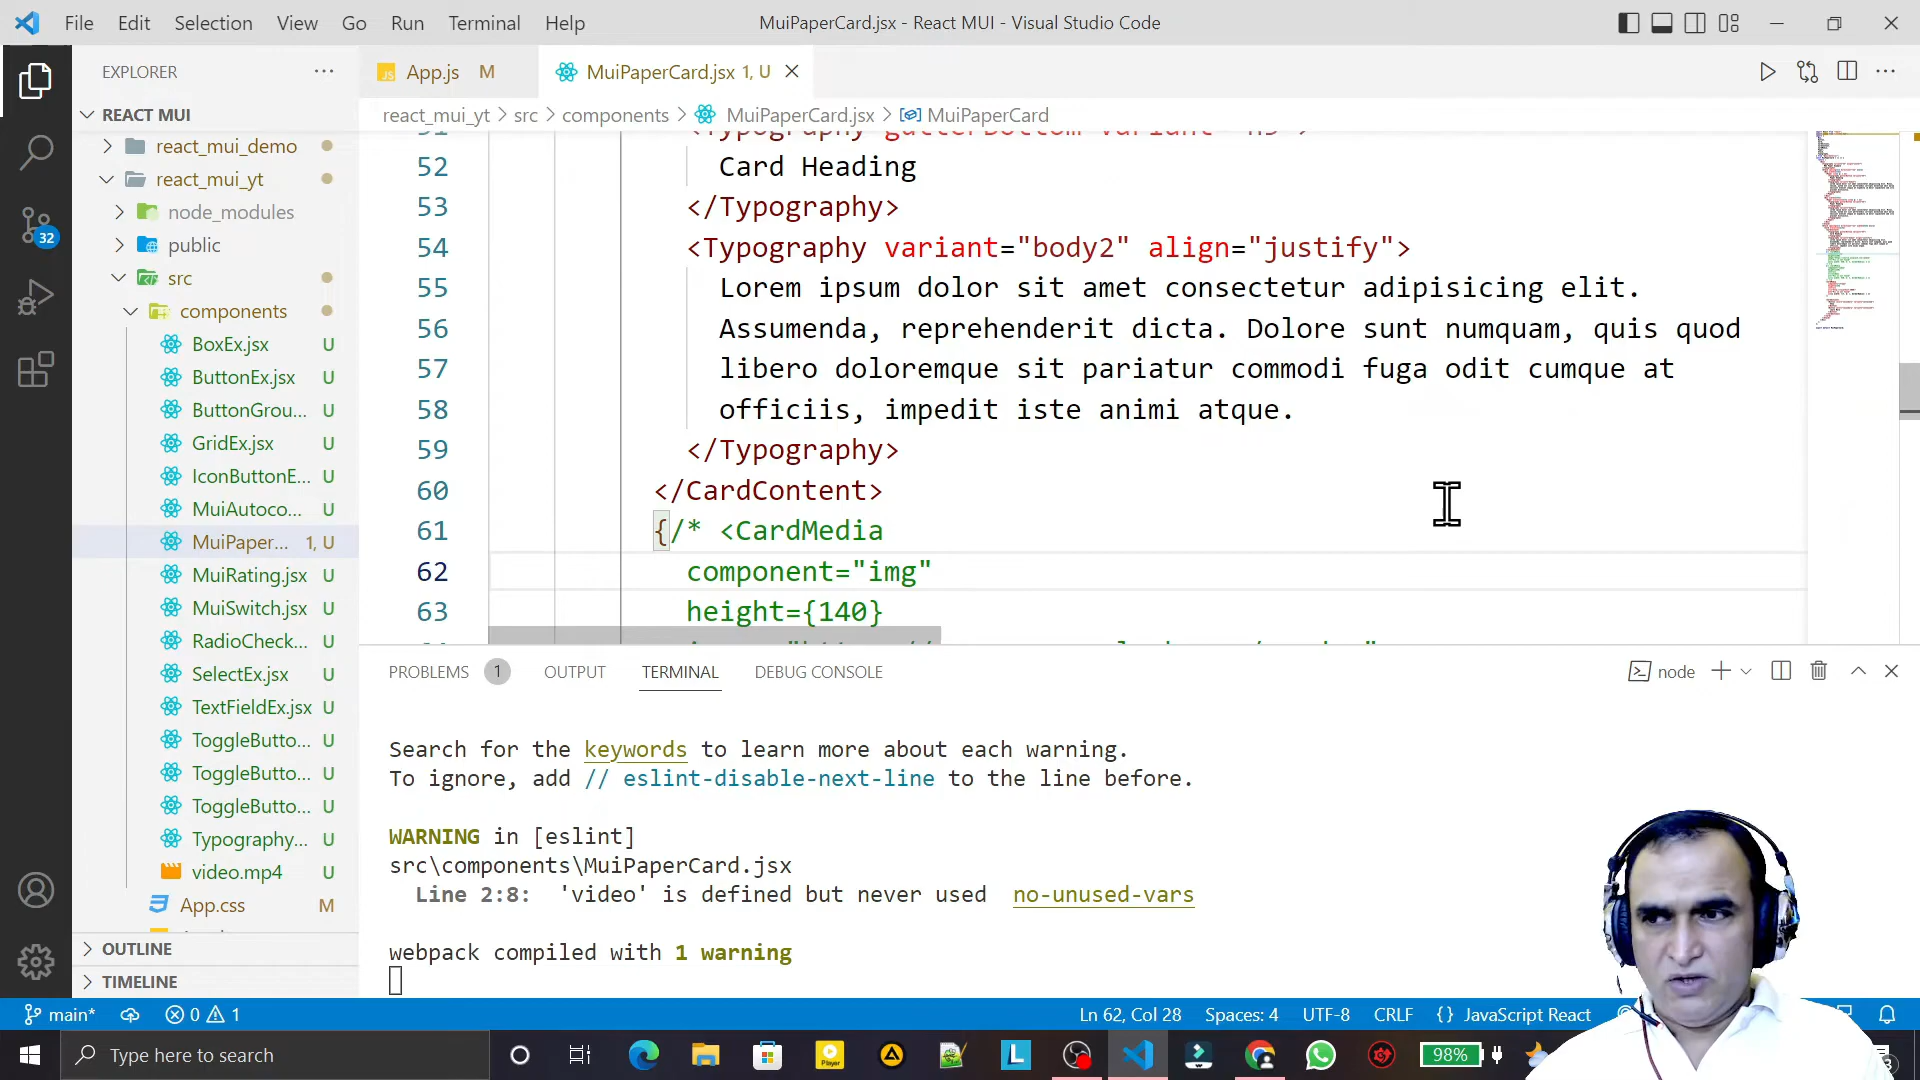 File Edit Selection View Go Run Terminal Help
MuiPaperCard.jsx - React MUI - Visual Studio Code
EXPLORER
App.js M
MuiPaperCard.jsx 1, U
REACT MUI
react_mui_yt > src > components > MuiPaperCard.jsx > MuiPaperCard
react_mui_demo
react_mui_yt
node_modules
public
src
components
BoxEx.jsx U
ButtonEx.jsx U
ButtonGrou... U
GridEx.jsx U
IconButtonE... U
MuiAutoco... U
MuiPaper... 1, U
MuiRating.jsx U
MuiSwitch.jsx U
RadioCheck... U
SelectEx.jsx U
TextFieldEx.jsx U
ToggleButto... U
ToggleButto... U
ToggleButto... U
Typography... U
video.mp4 U
App.css M
OUTLINE
TIMELINE
32
52 Card Heading
53 </Typography>
54 <Typography variant="body2" align="justify">
55 Lorem ipsum dolor sit amet consectetur adipisicing elit.
56 Assumenda, reprehenderit dicta. Dolore sunt numquam, quis quod
57 libero doloremque sit pariatur commodi fuga odit cumque at
58 officiis, impedit iste animi atque.
59 </Typography>
60 </CardContent>
61 {/* <CardMedia
62 component="img"
63 height={140}
PROBLEMS 1 OUTPUT TERMINAL DEBUG CONSOLE
node
Search for the keywords to learn more about each warning.
To ignore, add // eslint-disable-next-line to the line before.
WARNING in [eslint]
src\components\MuiPaperCard.jsx
Line 2:8: 'video' is defined but never used no-unused-vars
webpack compiled with 1 warning
main* 0 1
Ln 62, Col 28 Spaces: 4 UTF-8 CRLF {} JavaScript React
Type here to search
98%